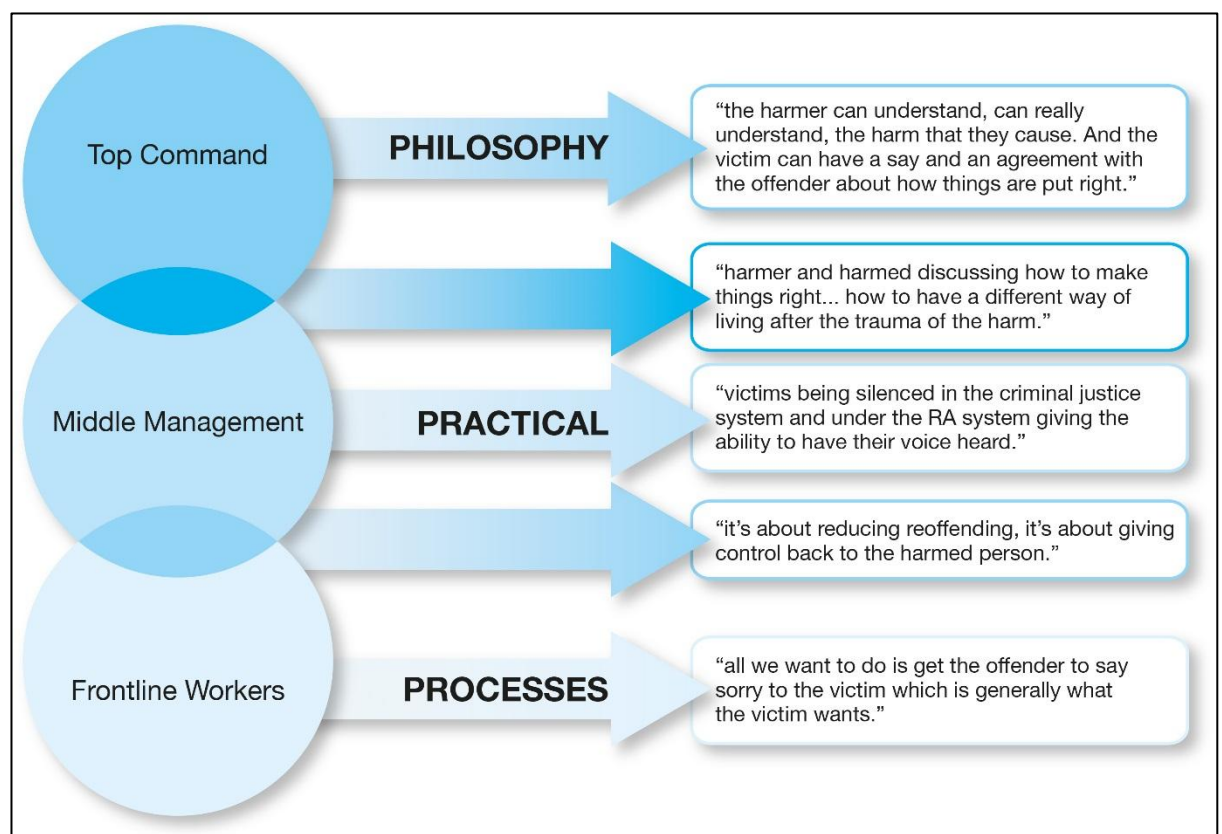 Top Command
PHILOSOPHY
“the harmer can understand, can really
understand, the harm that they cause. And the
victim can have a say and an agreement with
the offender about how things are put right.”
“harmer and harmed discussing how to make
things right... how to have a different way of
living after the trauma of the harm.”
Middle Management
PRACTICAL
“victims being silenced in the criminal justice
system and under the RA system giving the
ability to have their voice heard.”
“it’s about reducing reoffending, it’s about giving
control back to the harmed person.”
Frontline Workers
PROCESSES
“all we want to do is get the offender to say
sorry to the victim which is generally what
the victim wants.”